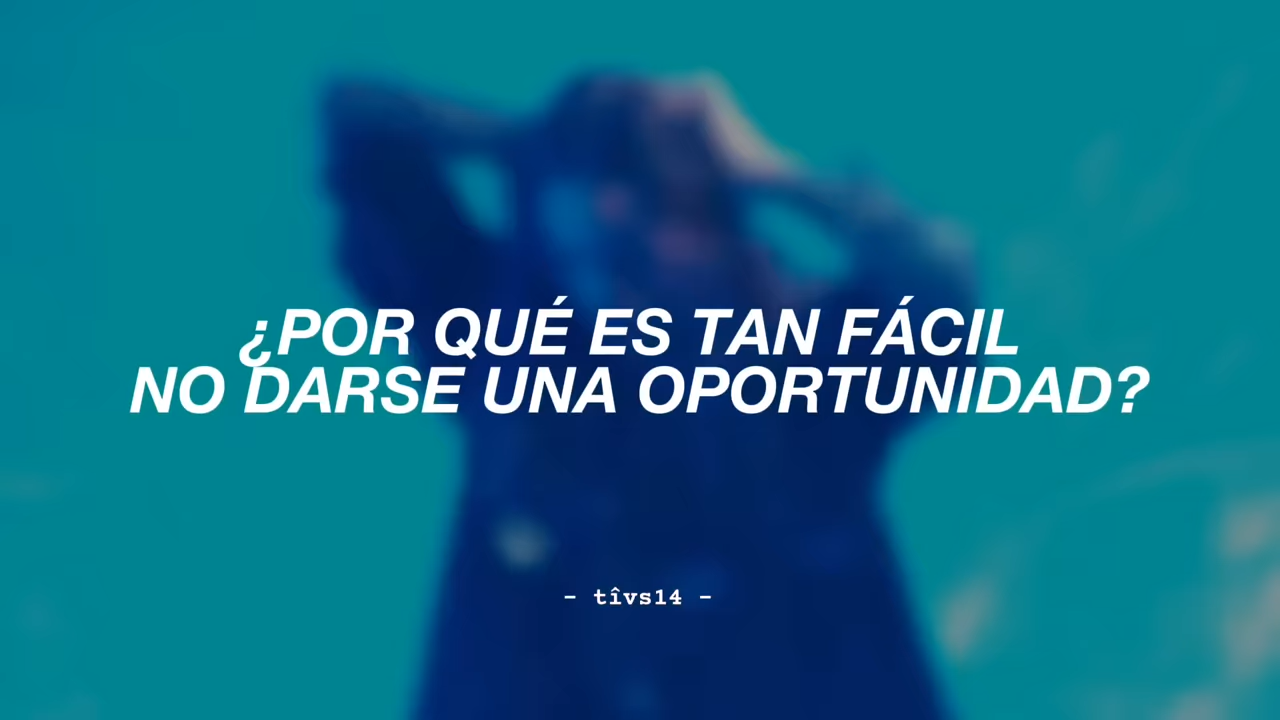 ¿POR QUÉ ES TAN FÁCIL
NO DARSE UNA OPORTUNIDAD?
- tîvs14 -